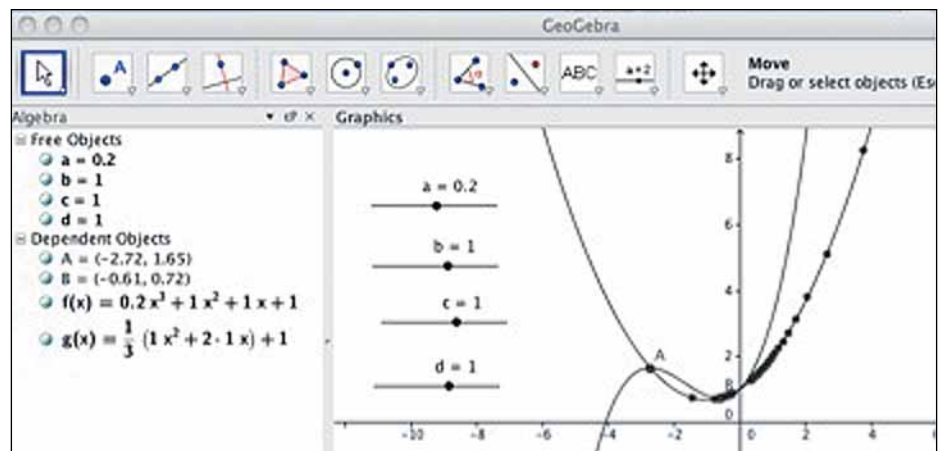 GeoGebra
A
α
ABC
a=2
Move
Drag or select objects (Es
Algebra
Graphics
Free Objects
a = 0.2
b = 1
c = 1
d = 1
Dependent Objects
A = (-2.72, 1.65)
B = (-0.61, 0.72)
f(x) = 0.2 x³ + 1 x² + 1 x + 1
g(x) = 1/3 (1 x² + 2 · 1 x) + 1
a = 0.2
b = 1
c = 1
d = 1
8
6
4
2
A
B
0
-10 -8 -6 -4 -2 0 2 4